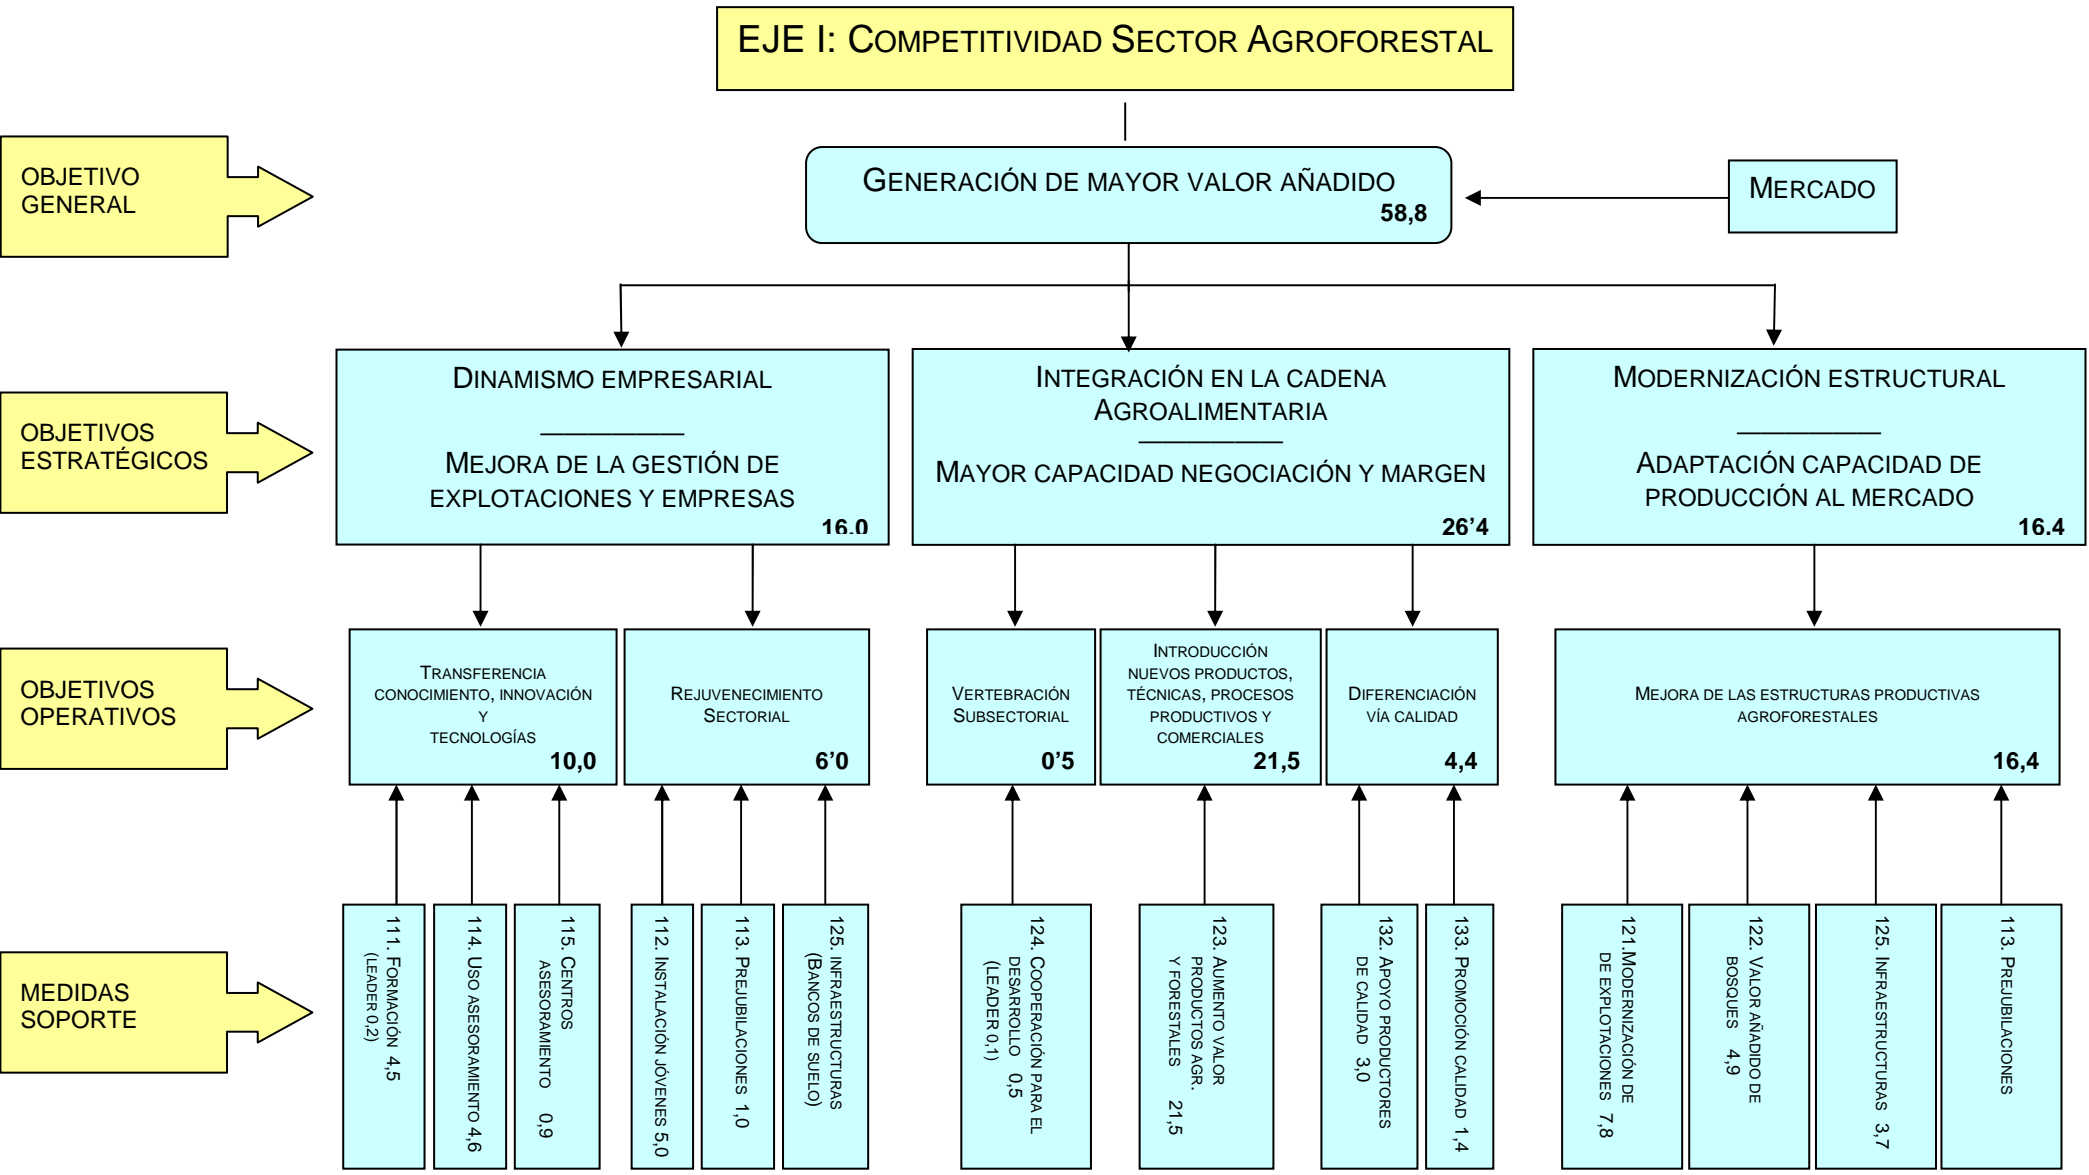 EJE I: COMPETITIVIDAD SECTOR AGROFORESTAL
OBJETIVO
GENERAL
GENERACIÓN DE MAYOR VALOR AÑADIDO
58,8
MERCADO
OBJETIVOS
ESTRATÉGICOS
DINAMISMO EMPRESARIAL
MEJORA DE LA GESTIÓN DE
EXPLOTACIONES Y EMPRESAS
16.0
INTEGRACIÓN EN LA CADENA
AGROALIMENTARIA
MAYOR CAPACIDAD NEGOCIACIÓN Y MARGEN
26’4
MODERNIZACIÓN ESTRUCTURAL
ADAPTACIÓN CAPACIDAD DE
PRODUCCIÓN AL MERCADO
16.4
OBJETIVOS
OPERATIVOS
TRANSFERENCIA
CONOCIMIENTO, INNOVACIÓN
Y
TECNOLOGÍAS
10,0
REJUVENECIMIENTO
SECTORIAL
6’0
VERTEBRACIÓN
SUBSECTORIAL
0’5
INTRODUCCIÓN
NUEVOS PRODUCTOS,
TÉCNICAS, PROCESOS
PRODUCTIVOS Y
COMERCIALES
21,5
DIFERENCIACIÓN
VÍA CALIDAD
4,4
MEJORA DE LAS ESTRUCTURAS PRODUCTIVAS
AGROFORESTALES
16,4
MEDIDAS
SOPORTE
111. FORMACIÓN 4,5
(LEADER 0,2)
114. USO ASESORAMIENTO 4,6
115. CENTROS
ASESORAMIENTO 0,9
112. INSTALACIÓN JÓVENES 5,0
113. PREJUBILACIONES 1,0
125. INFRAESTRUCTURAS
(BANCOS DE SUELO)
124. COOPERACIÓN PARA EL
DESARROLLO 0,5
(LEADER 0,1)
123. AUMENTO VALOR
PRODUCTOS AGR.
Y FORESTALES 21,5
132. APOYO PRODUCTORES
DE CALIDAD 3,0
133. PROMOCIÓN CALIDAD 1,4
121.MODERNIZACIÓN DE
DE EXPLOTACIONES 7,8
122. VALOR AÑADIDO DE
BOSQUES 4,9
125. INFRAESTRUCTURAS 3,7
113. PREJUBILACIONES